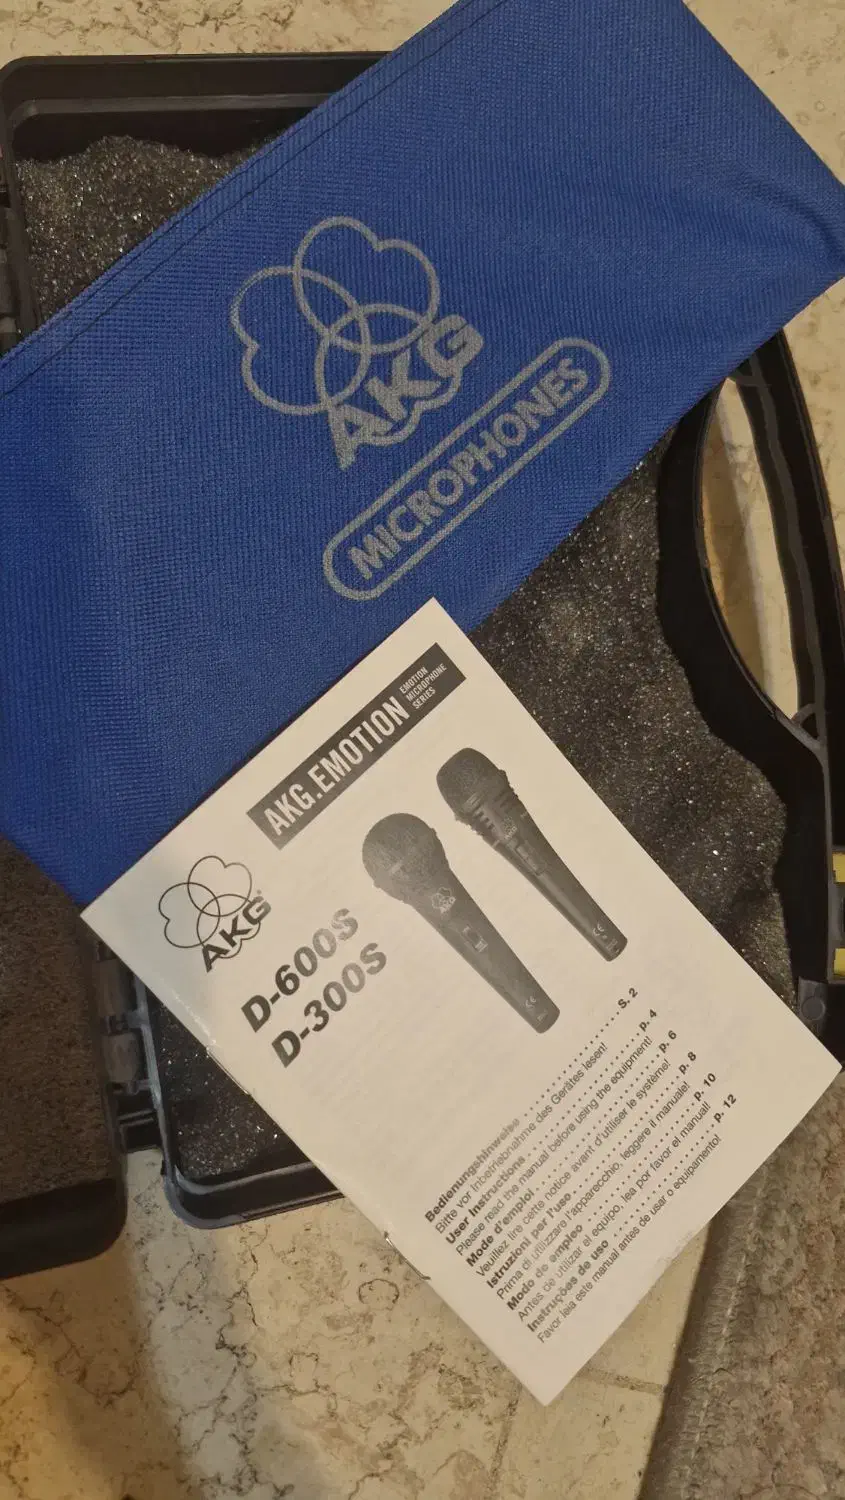 AKG
MICROPHONES
AKG.EMOTION
EMOTION
MICROPHONE
SERIES
AKG
D-600S
D-300S
Bedienungshinweise . . . . . . . . . . . . . . . . . S. 2
Bitte vor Inbetriebnahme des Gerätes lesen!
User Instructions . . . . . . . . . . . . . . . . . . p. 4
Please read the manual before using the equipment!
Mode d'emploi . . . . . . . . . . . . . . . . . . . . p. 6
Veuillez lire cette notice avant d'utiliser le système!
Istruzioni per l'uso . . . . . . . . . . . . . . . . . p. 8
Prima di utilizzare l'apparecchio, leggere il manuale!
Modo de empleo . . . . . . . . . . . . . . . . . . . p. 10
Antes de utilizar el equipo, lea por favor el manual!
Instruções de uso . . . . . . . . . . . . . . . . . . p. 12
Favor leia este manual antes de usar o equipamento!
AKG
CE
CE